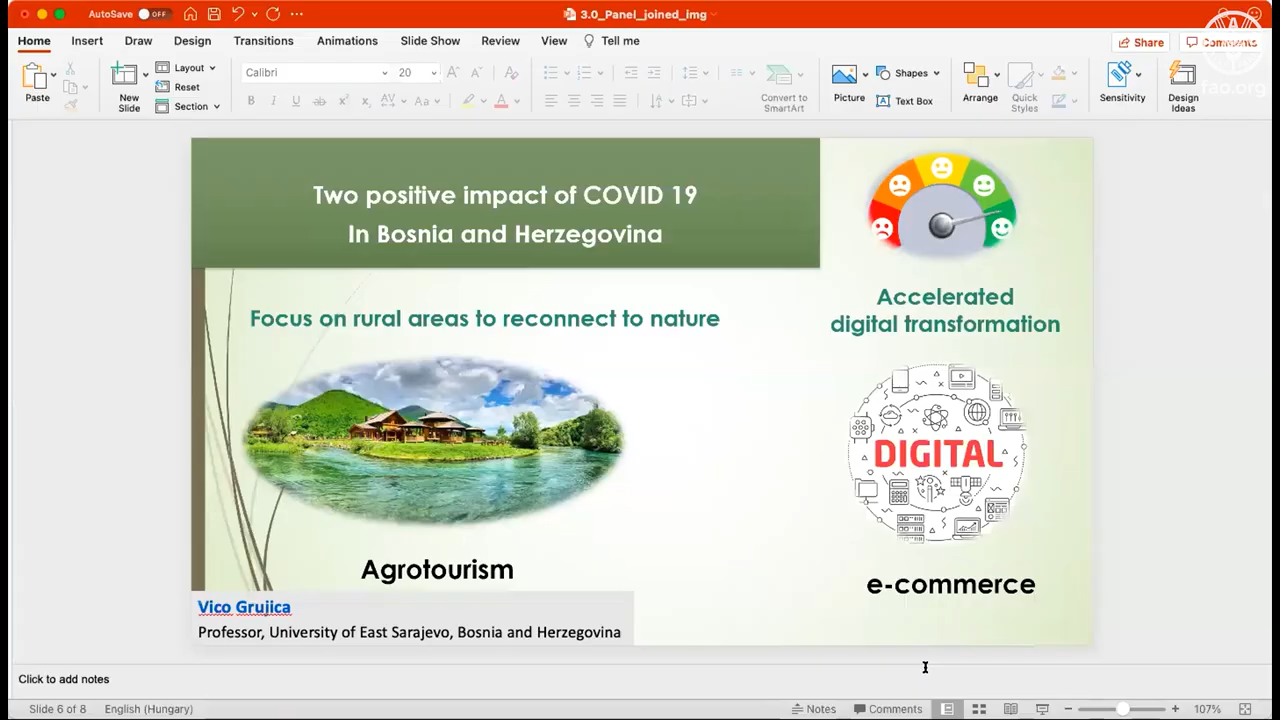 AutoSave OFF 3.0_Panel_joined_img
Home Insert Draw Design Transitions Animations Slide Show Review View Tell me Share Comments
Paste
New
Slide
Layout
Reset
Section
Calibri 20
Convert to
SmartArt
Picture
Shapes
Text Box
Arrange
Quick
Styles
Sensitivity
Design
Ideas
fao.org
Two positive impact of COVID 19
In Bosnia and Herzegovina
Focus on rural areas to reconnect to nature
Agrotourism
Accelerated
digital transformation
DIGITAL
e-commerce
Vico Grujica
Professor, University of East Sarajevo, Bosnia and Herzegovina
Click to add notes
Slide 6 of 8 English (Hungary) Notes Comments 107%